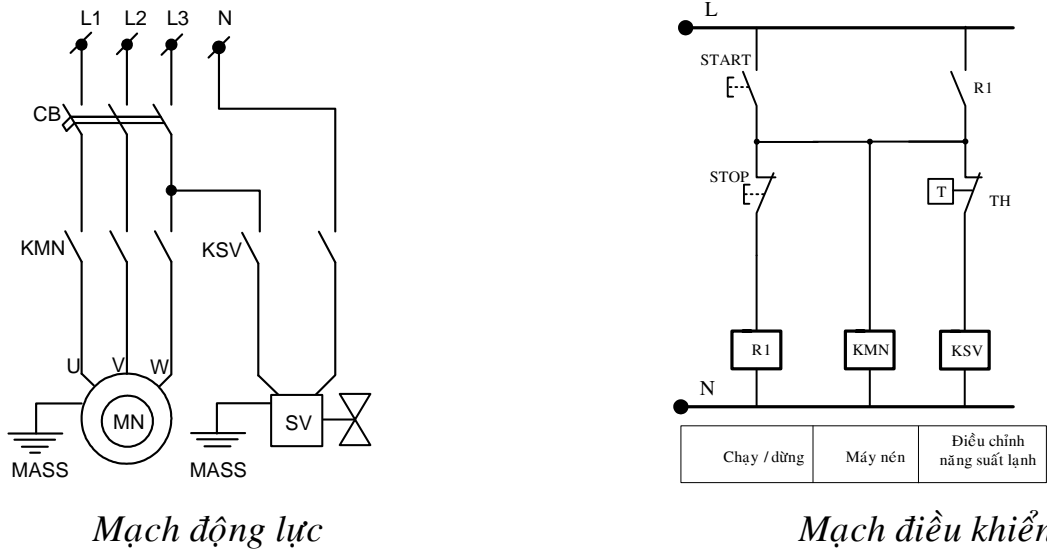 L1 L2 L3 N
CB
KMN
KSV
U V W
MN
SV
MASS
MASS
Mạch động lực
L
START
R1
STOP
T
TH
R1
KMN
KSV
N
Chạy / dừng
Máy nén
Điều chỉnh
năng suất lạnh
Mạch điều khiển